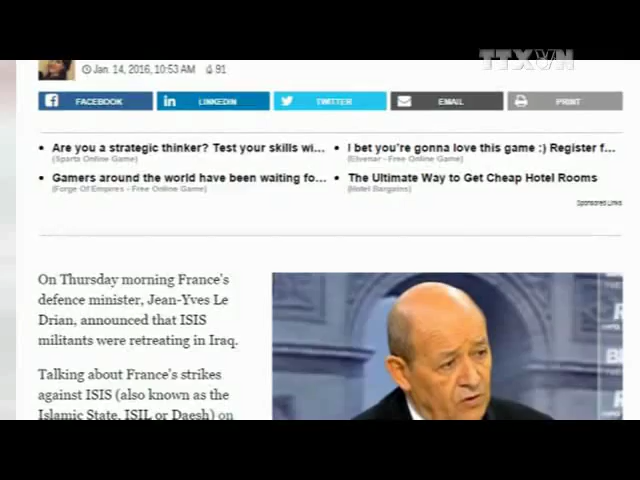 TTXVN
Jan. 14, 2016, 10:53 AM 91
FACEBOOK LINKEDIN TWITTER EMAIL PRINT
Are you a strategic thinker? Test your skills wi...
(Sparta Online Game)
I bet you're gonna love this game :) Register f...
(Elvenar - Free Online Game)
Gamers around the world have been waiting fo...
(Forge Of Empires - Free Online Game)
The Ultimate Way to Get Cheap Hotel Rooms
(Hotel Bargains)
Sponsored Links
On Thursday morning France's
defence minister, Jean-Yves Le
Drian, announced that ISIS
militants were retreating in Iraq.
Talking about France's strikes
against ISIS (also known as the
Islamic State, ISIL or Daesh) on